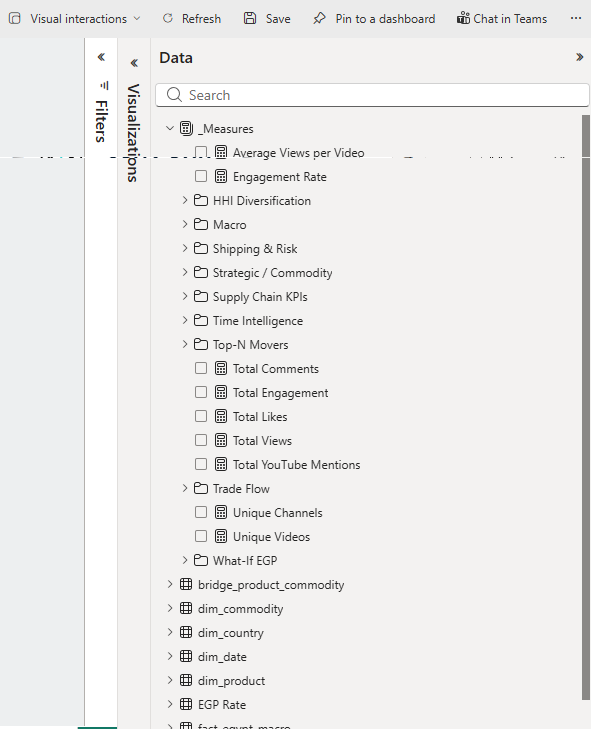 Visual interactions
Refresh
Save
Pin to a dashboard
Chat in Teams
Filters
Visualizations
Data
Search
_Measures
Average Views per Video
Engagement Rate
HHI Diversification
Macro
Shipping & Risk
Strategic / Commodity
Supply Chain KPIs
Time Intelligence
Top-N Movers
Total Comments
Total Engagement
Total Likes
Total Views
Total YouTube Mentions
Trade Flow
Unique Channels
Unique Videos
What-If EGP
bridge_product_commodity
dim_commodity
dim_country
dim_date
dim_product
EGP Rate
fact_egypt_macro